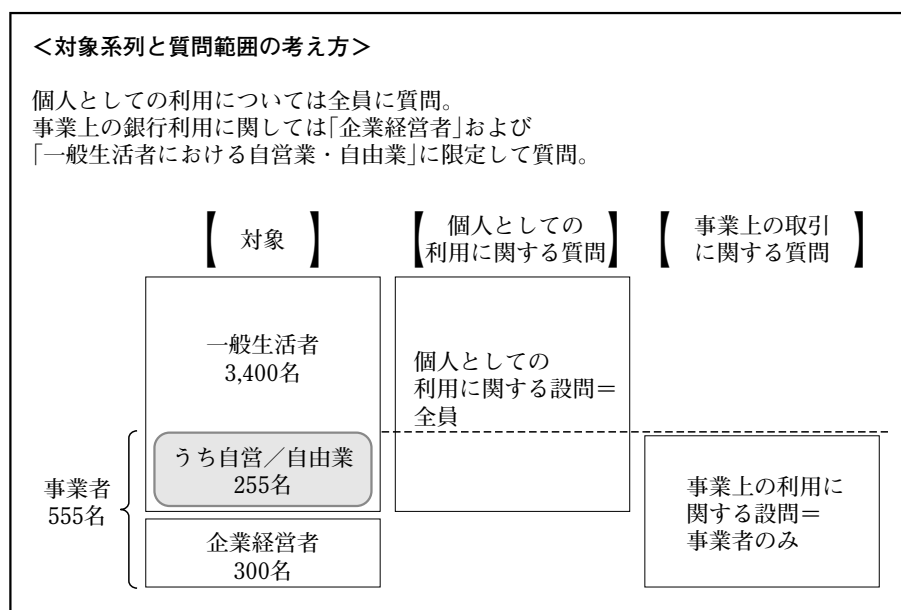 ＜対象系列と質問範囲の考え方＞
個人としての利用については全員に質問。
事業上の銀行利用に関しては｢企業経営者｣および
｢一般生活者における自営業・自由業｣に限定して質問。
【 対象 】
【 個人としての
利用に関する質問 】
【 事業上の取引
に関する質問 】
一般生活者
3,400名
個人としての
利用に関する設問＝
全員
うち自営／自由業
255名
事業者
555名
企業経営者
300名
事業上の利用に
関する設問＝
事業者のみ